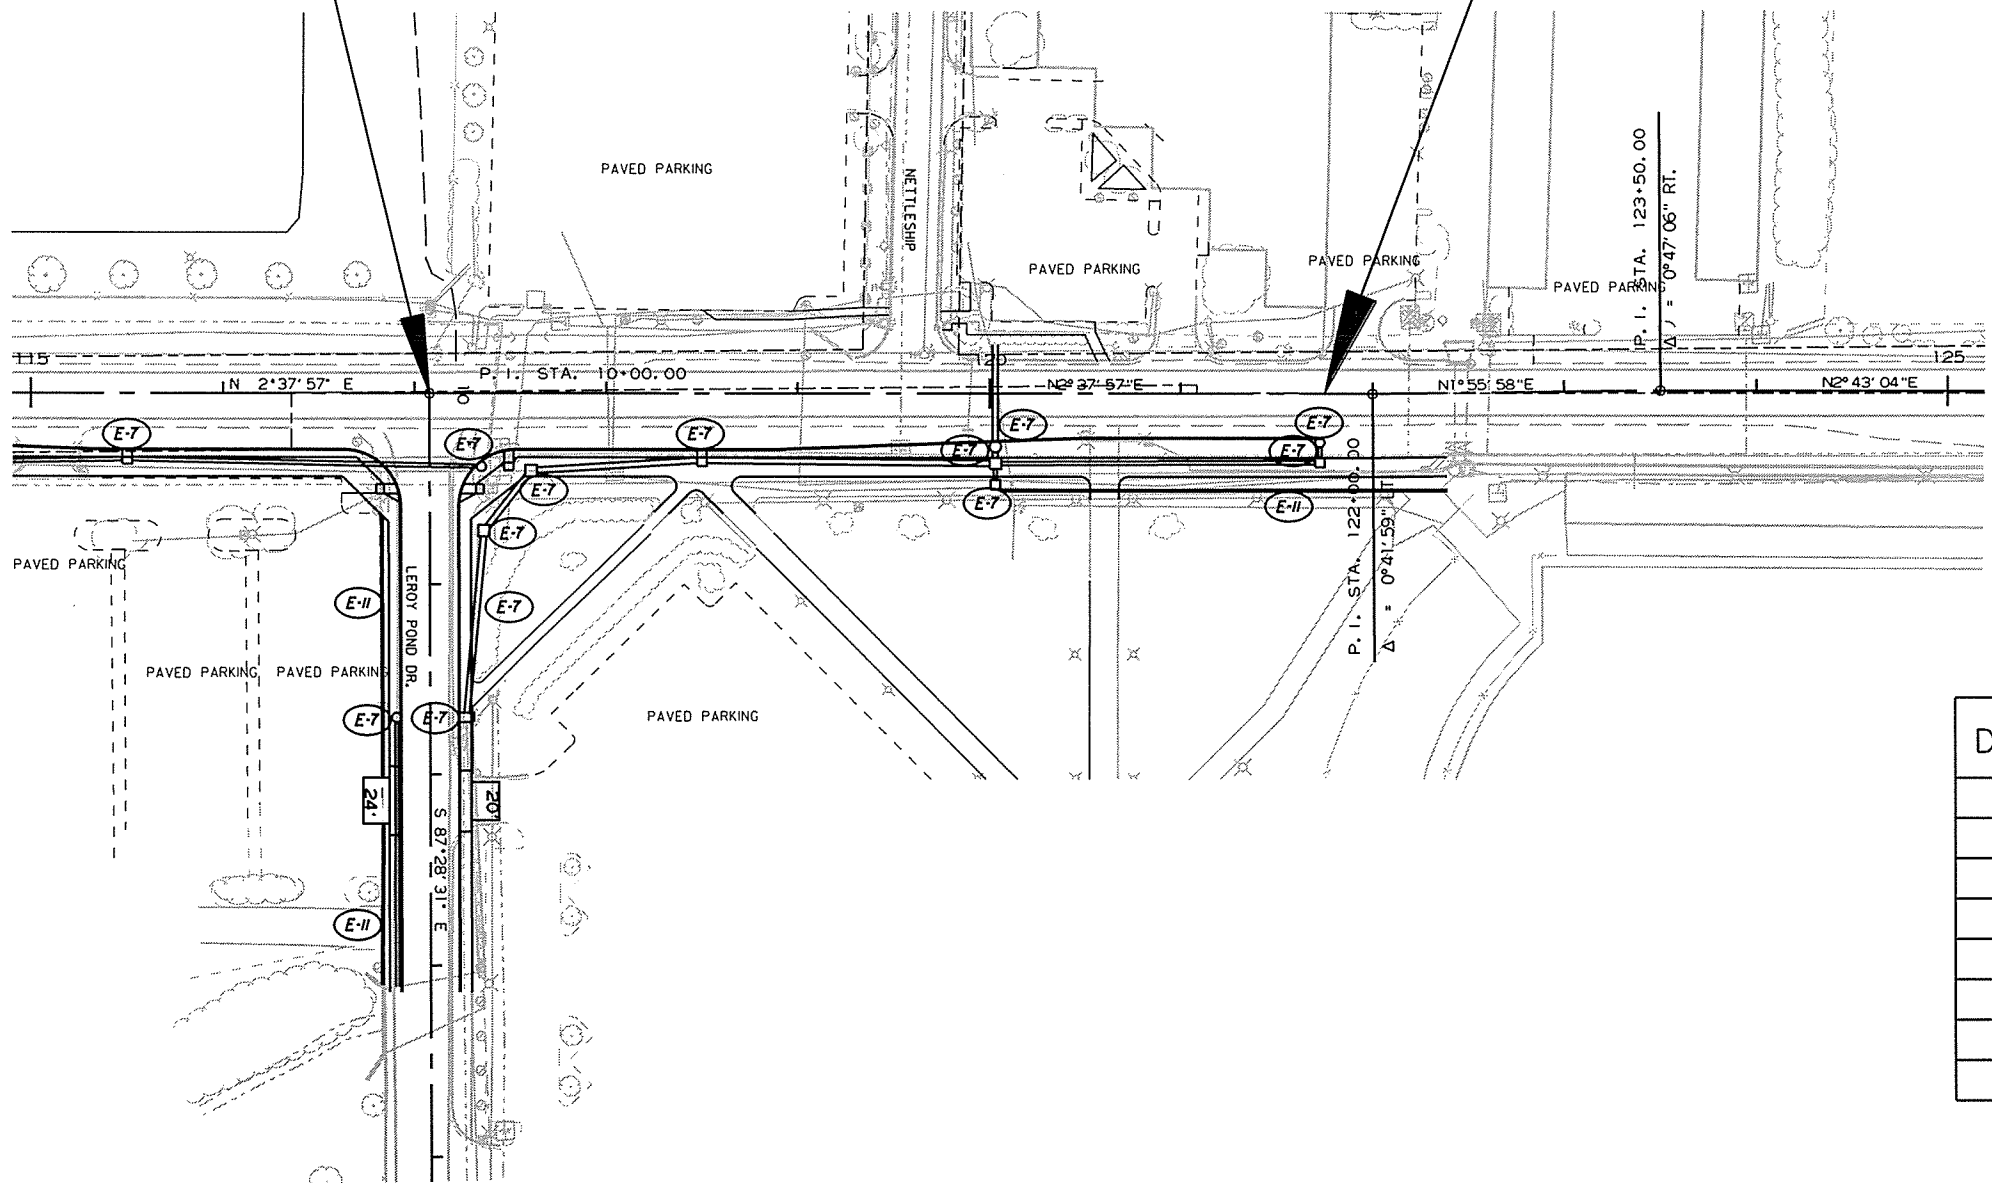 PAVED PARKING
NETTLESHIP
PAVED PARKING
PAVED PARKING
PAVED PARKING
P. I. STA. 123+50.00
Δ = 0°47'06" RT.
115
120
125
N 2°37'57" E
P. I. STA. 10+00.00
N2°37'57"E
N1°55'58"E
N2°43'04"E
E-7
E-7
E-7
E-7
E-7
E-7
E-7
E-7
E-7
E-11
P. I. STA. 122+00.00
Δ = 0°41'59" LT
E-7
PAVED PARKING
E-11
LEROY POND DR.
E-7
PAVED PARKING
PAVED PARKING
E-7
E-7
PAVED PARKING
24'
20'
S 87°28'31" E
E-11
D